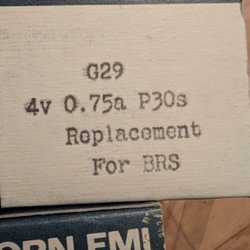 G29
4v 0.75a P30s
Replacement
For BRS
ORN EMI